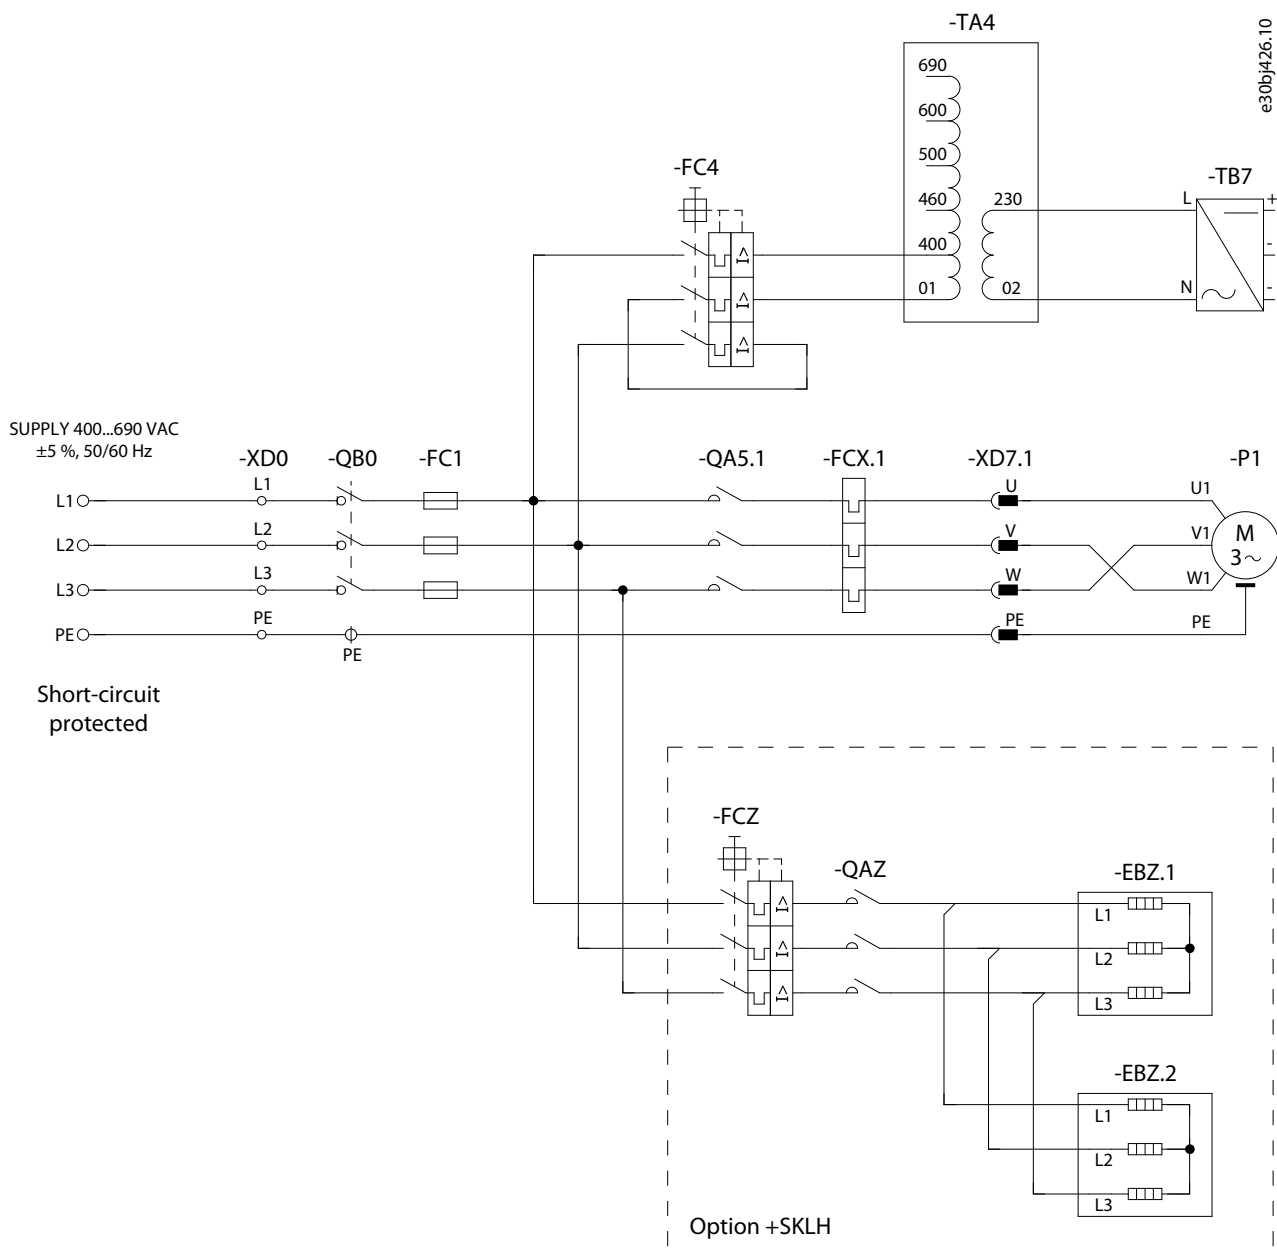 -TA4
e30bj426.10
690
600
500
460
400
01
230
02
-FC4
I>
I>
I>
-TB7
L
N
+
-
-
SUPPLY 400...690 VAC
±5 %, 50/60 Hz
-XD0
-QB0
-FC1
-QA5.1
-FCX.1
-XD7.1
-P1
L1
L1
U
U1
L2
L2
V
V1
M
3~
L3
L3
W
W1
PE
PE
PE
PE
PE
Short-circuit
protected
-FCZ
-QAZ
I>
I>
I>
-EBZ.1
L1
L2
L3
-EBZ.2
L1
L2
L3
Option +SKLH